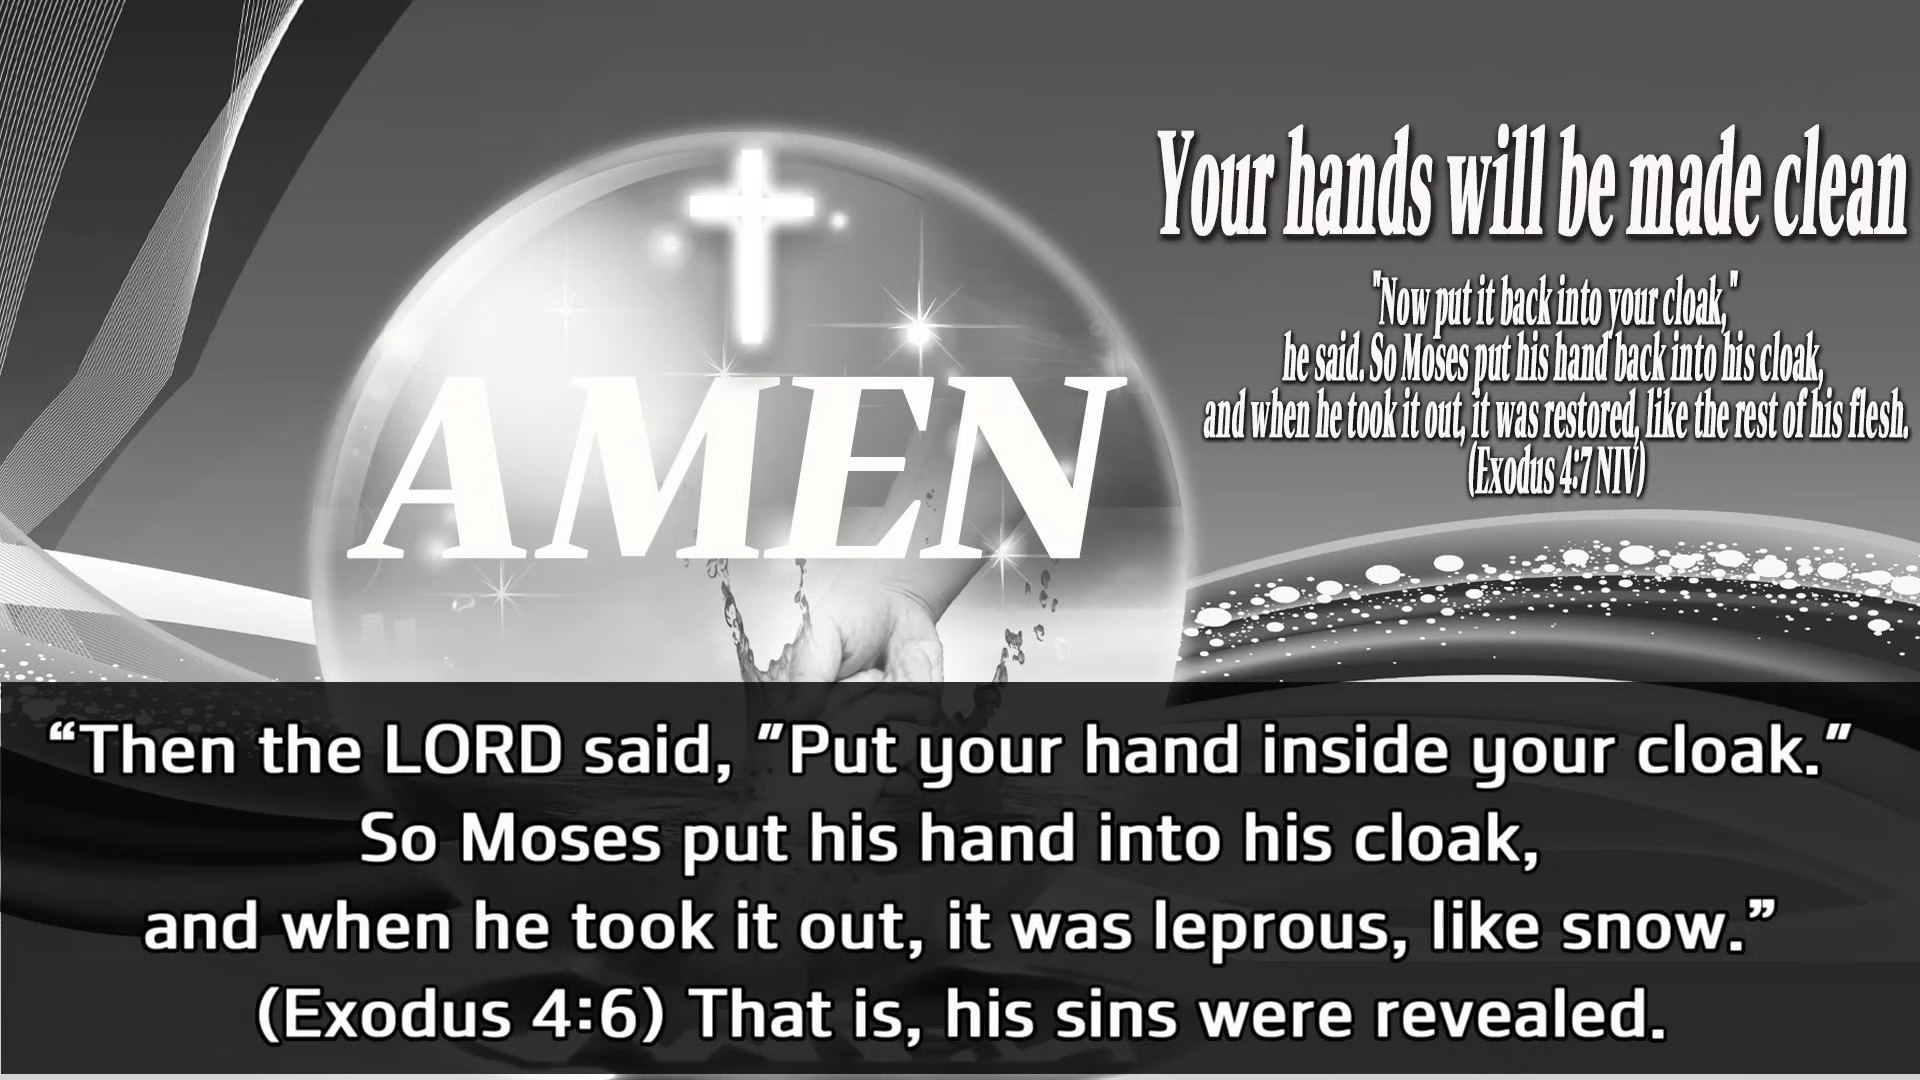 Your hands will be made clean
"Now put it back into your cloak,"
he said. So Moses put his hand back into his cloak,
and when he took it out, it was restored, like the rest of his flesh.
(Exodus 4:7 NIV)
AMEN
“Then the LORD said, "Put your hand inside your cloak."
So Moses put his hand into his cloak,
and when he took it out, it was leprous, like snow.”
(Exodus 4:6) That is, his sins were revealed.